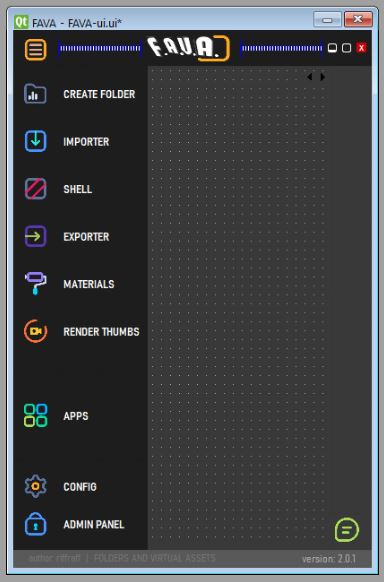 Qt FAVA - FAVA-ui.ui*
F.A.V.A.
X
CREATE FOLDER
IMPORTER
SHELL
EXPORTER
MATERIALS
RENDER THUMBS
APPS
CONFIG
ADMIN PANEL
author riffraff | FOLDERS AND VIRTUAL ASSETS
version: 2.0.1